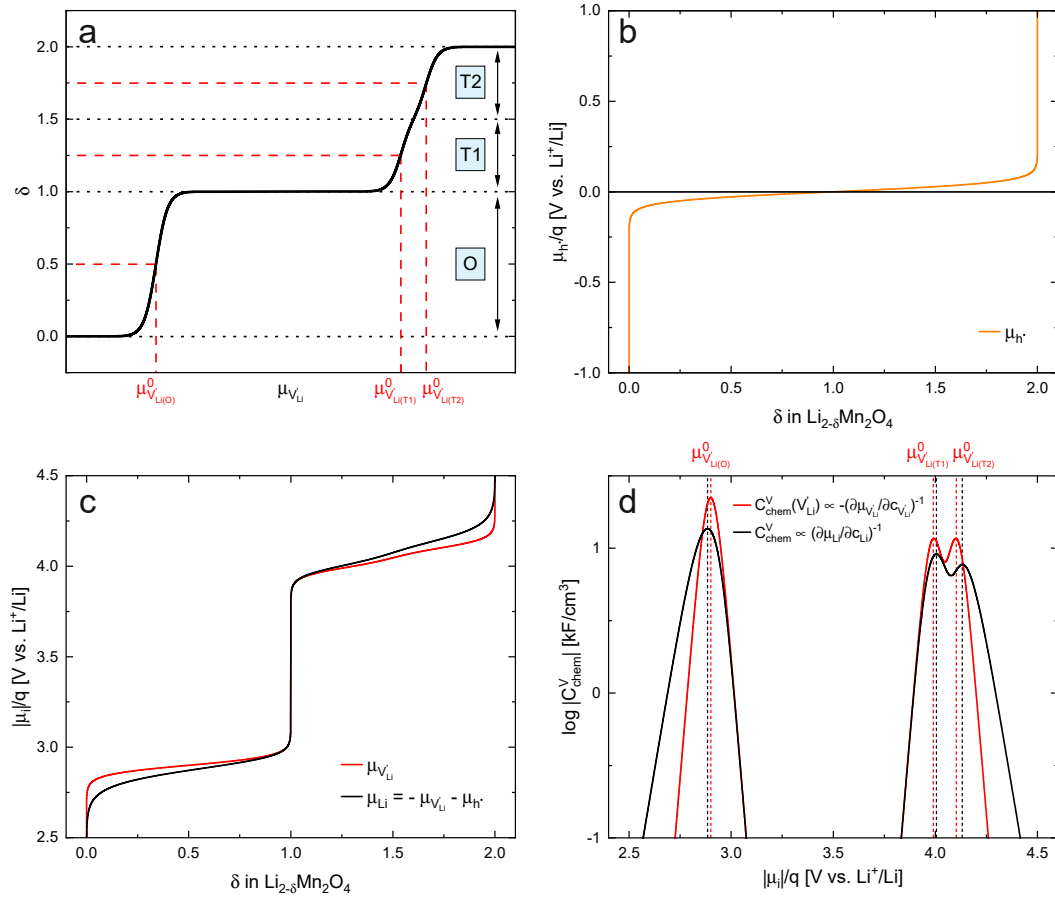 a
2.0
1.5
1.0
0.5
0.0
δ
T2
T1
O
μ⁰V′Li(O)
μV′Li
μ⁰V′Li(T1)
μ⁰V′Li(T2)
b
1.0
0.5
0.0
-0.5
-1.0
μh·/q [V vs. Li⁺/Li]
μh·
0.0
0.5
1.0
1.5
2.0
δ in Li₂₋δMn₂O₄
c
4.5
4.0
3.5
3.0
2.5
|μi|/q [V vs. Li⁺/Li]
μV′Li
μLi = - μV′Li - μh·
0.0
0.5
1.0
1.5
2.0
δ in Li₂₋δMn₂O₄
μ⁰V′Li(O)
μ⁰V′Li(T1)
μ⁰V′Li(T2)
d
CVchem(V′Li) ∝ -(∂μV′Li/∂cV′Li)⁻¹
CVchem ∝ (∂μLi/∂cLi)⁻¹
1
0
-1
log |CVchem| [kF/cm³]
2.5
3.0
3.5
4.0
4.5
|μi|/q [V vs. Li⁺/Li]